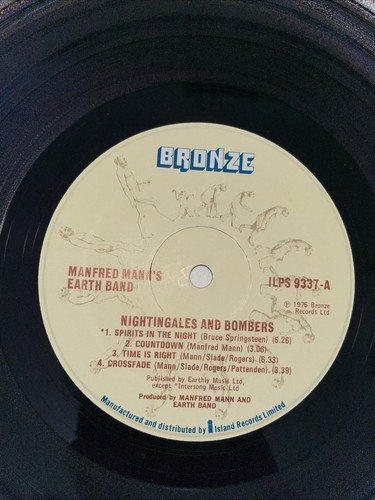 BRONZE
MANFRED MANN'S
EARTH BAND
ILPS 9337-A
℗ 1975 Bronze
Records Ltd
NIGHTINGALES AND BOMBERS
*1. SPIRITS IN THE NIGHT (Bruce Springsteen) (6.26)
2. COUNTDOWN (Manfred Mann) (3.06)
3. TIME IS RIGHT (Mann/Slade/Rogers) (6.33)
4. CROSSFADE (Mann/Slade/Rogers/Pattenden) (3.39)
Published by Earthly Music Ltd,
except *Intersong Music Ltd
Produced by MANFRED MANN AND
EARTH BAND
Manufactured and distributed by i Island Records Limited